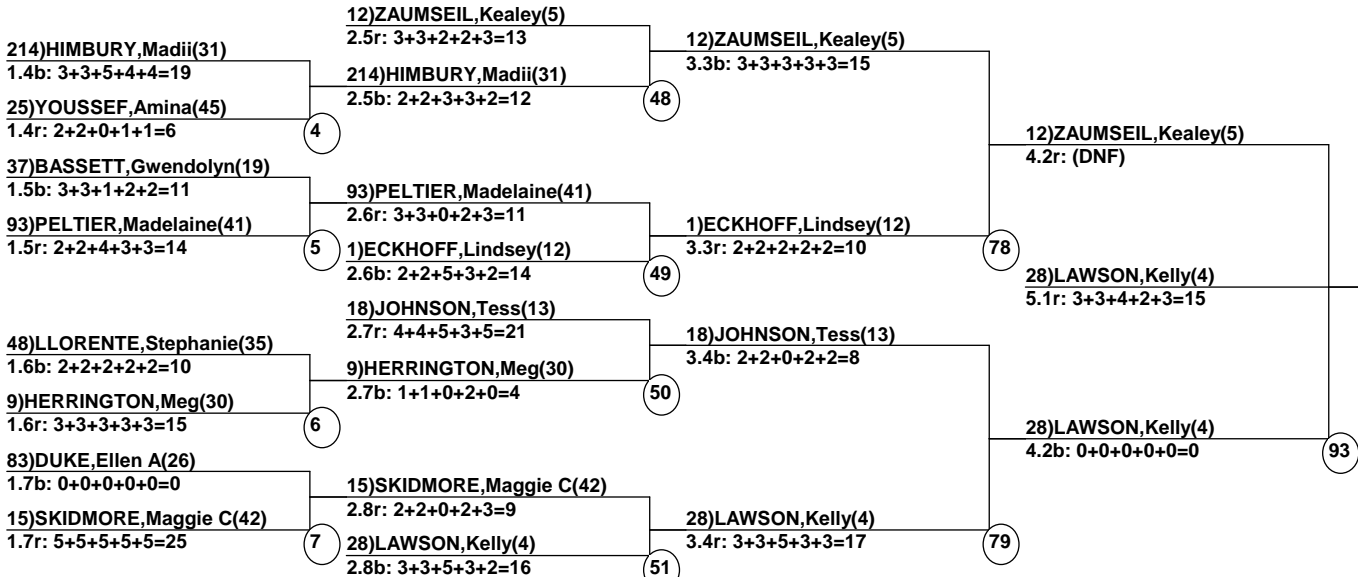 214)HIMBURY,Madii(31)
1.4b: 3+3+5+4+4=19
25)YOUSSEF,Amina(45)
1.4r: 2+2+0+1+1=6
4
37)BASSETT,Gwendolyn(19)
1.5b: 3+3+1+2+2=11
93)PELTIER,Madelaine(41)
1.5r: 2+2+4+3+3=14
5
48)LLORENTE,Stephanie(35)
1.6b: 2+2+2+2+2=10
9)HERRINGTON,Meg(30)
1.6r: 3+3+3+3+3=15
6
83)DUKE,Ellen A(26)
1.7b: 0+0+0+0+0=0
15)SKIDMORE,Maggie C(42)
1.7r: 5+5+5+5+5=25
7
12)ZAUMSEIL,Kealey(5)
2.5r: 3+3+2+2+3=13
214)HIMBURY,Madii(31)
2.5b: 2+2+3+3+2=12
48
93)PELTIER,Madelaine(41)
2.6r: 3+3+0+2+3=11
1)ECKHOFF,Lindsey(12)
2.6b: 2+2+5+3+2=14
49
18)JOHNSON,Tess(13)
2.7r: 4+4+5+3+5=21
9)HERRINGTON,Meg(30)
2.7b: 1+1+0+2+0=4
50
15)SKIDMORE,Maggie C(42)
2.8r: 2+2+0+2+3=9
28)LAWSON,Kelly(4)
2.8b: 3+3+5+3+2=16
51
12)ZAUMSEIL,Kealey(5)
3.3b: 3+3+3+3+3=15
1)ECKHOFF,Lindsey(12)
3.3r: 2+2+2+2+2=10
78
18)JOHNSON,Tess(13)
3.4b: 2+2+0+2+2=8
28)LAWSON,Kelly(4)
3.4r: 3+3+5+3+3=17
79
12)ZAUMSEIL,Kealey(5)
4.2r: (DNF)
28)LAWSON,Kelly(4)
5.1r: 3+3+4+2+3=15
28)LAWSON,Kelly(4)
4.2b: 0+0+0+0+0=0
93